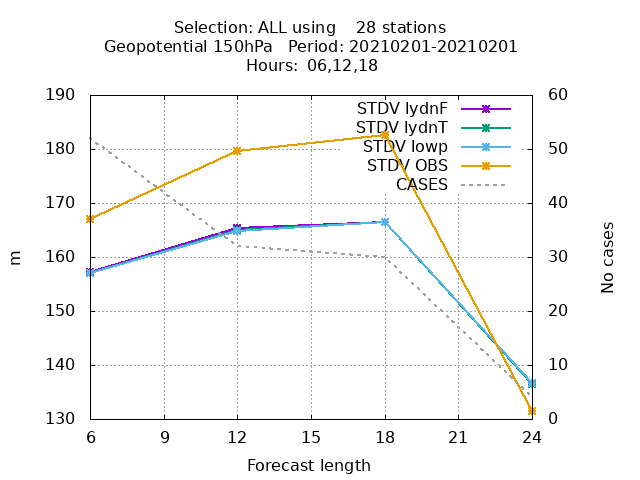 Selection: ALL using    28 stations
Geopotential 150hPa   Period: 20210201-20210201
Hours:  06,12,18
190
60
STDV lydnF
STDV lydnT
STDV lowp
STDV OBS
CASES
180
50
170
40
160
30
150
20
140
10
130
0
m
No cases
6
9
12
15
18
21
24
Forecast length